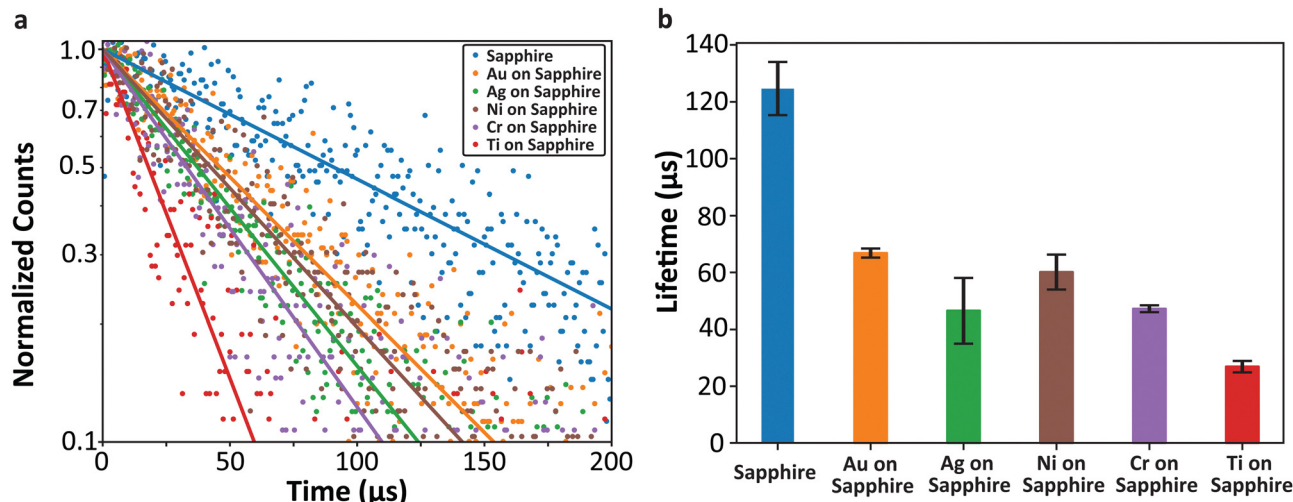 a
Normalized Counts
1.0
0.7
0.5
0.3
0.1
0
50
100
150
200
Time (μs)
Sapphire
Au on Sapphire
Ag on Sapphire
Ni on Sapphire
Cr on Sapphire
Ti on Sapphire
b
Lifetime (μs)
140
120
100
80
60
40
20
0
Sapphire
Au on
Sapphire
Ag on
Sapphire
Ni on
Sapphire
Cr on
Sapphire
Ti on
Sapphire